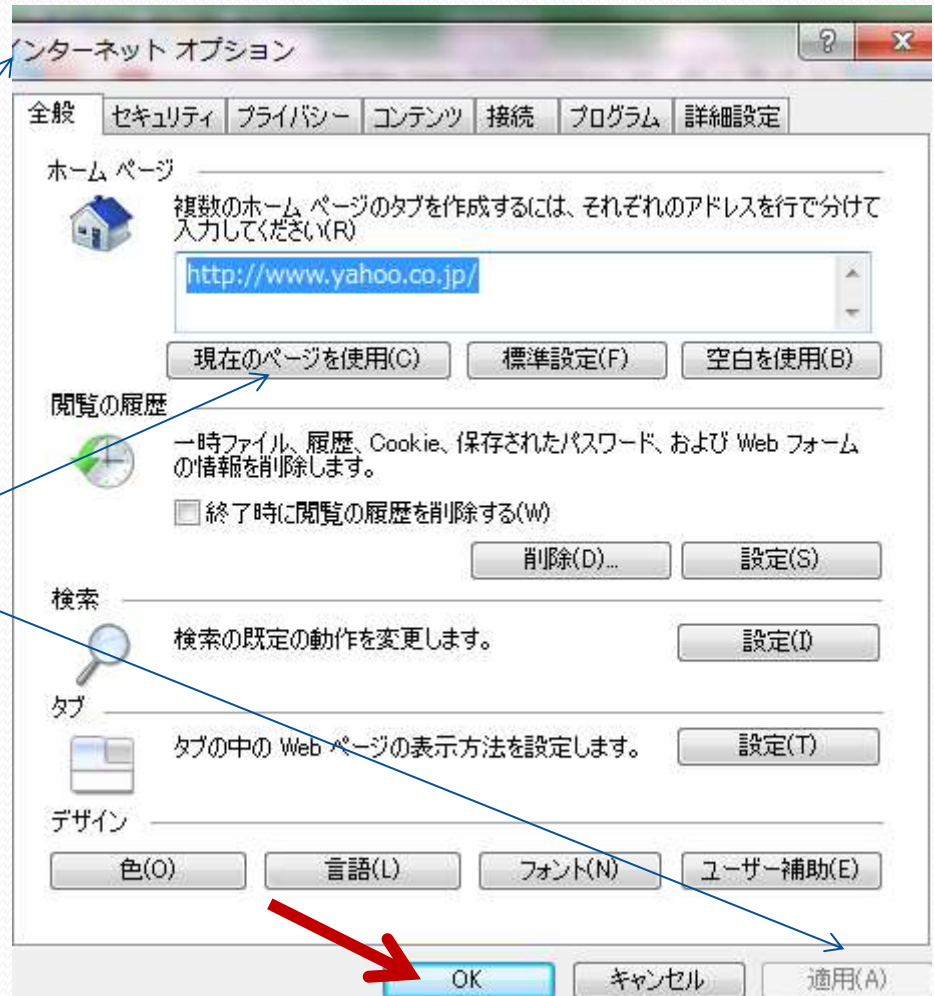 インターネット オプション
全般 セキュリティ プライバシー コンテンツ 接続 プログラム 詳細設定
ホーム ページ
複数のホーム ページのタブを作成するには、それぞれのアドレスを行で分けて
入力してください(R)
http://www.yahoo.co.jp/
現在のページを使用(C) 標準設定(F) 空白を使用(B)
閲覧の履歴
一時ファイル、履歴、Cookie、保存されたパスワード、および Web フォーム
の情報を削除します。
終了時に閲覧の履歴を削除する(W)
削除(D)... 設定(S)
検索
検索の既定の動作を変更します。 設定(I)
タブ
タブの中の Web ページの表示方法を設定します。 設定(T)
デザイン
色(O) 言語(L) フォント(N) ユーザー補助(E)
OK キャンセル 適用(A)